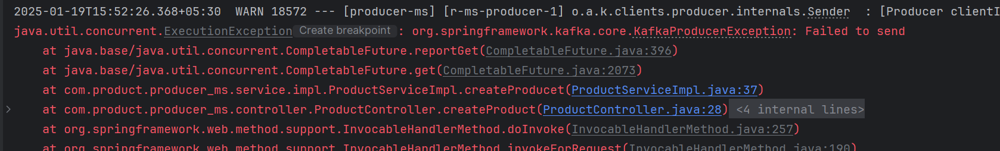 2025-01-19T15:52:26.368+05:30  WARN 18572 --- [producer-ms] [r-ms-producer-1] o.a.k.clients.producer.internals.Sender  : [Producer clientI
java.util.concurrent.ExecutionException Create breakpoint : org.springframework.kafka.core.KafkaProducerException: Failed to send
at java.base/java.util.concurrent.CompletableFuture.reportGet(CompletableFuture.java:396)
at java.base/java.util.concurrent.CompletableFuture.get(CompletableFuture.java:2073)
at com.product.producer_ms.service.impl.ProductServiceImpl.createProducet(ProductServiceImpl.java:37)
at com.product.producer_ms.controller.ProductController.createProduct(ProductController.java:28) <4 internal lines>
at org.springframework.web.method.support.InvocableHandlerMethod.doInvoke(InvocableHandlerMethod.java:257)
at org.springframework.web.method.support.InvocableHandlerMethod.invokeForRequest(InvocableHandlerMethod.java:190)